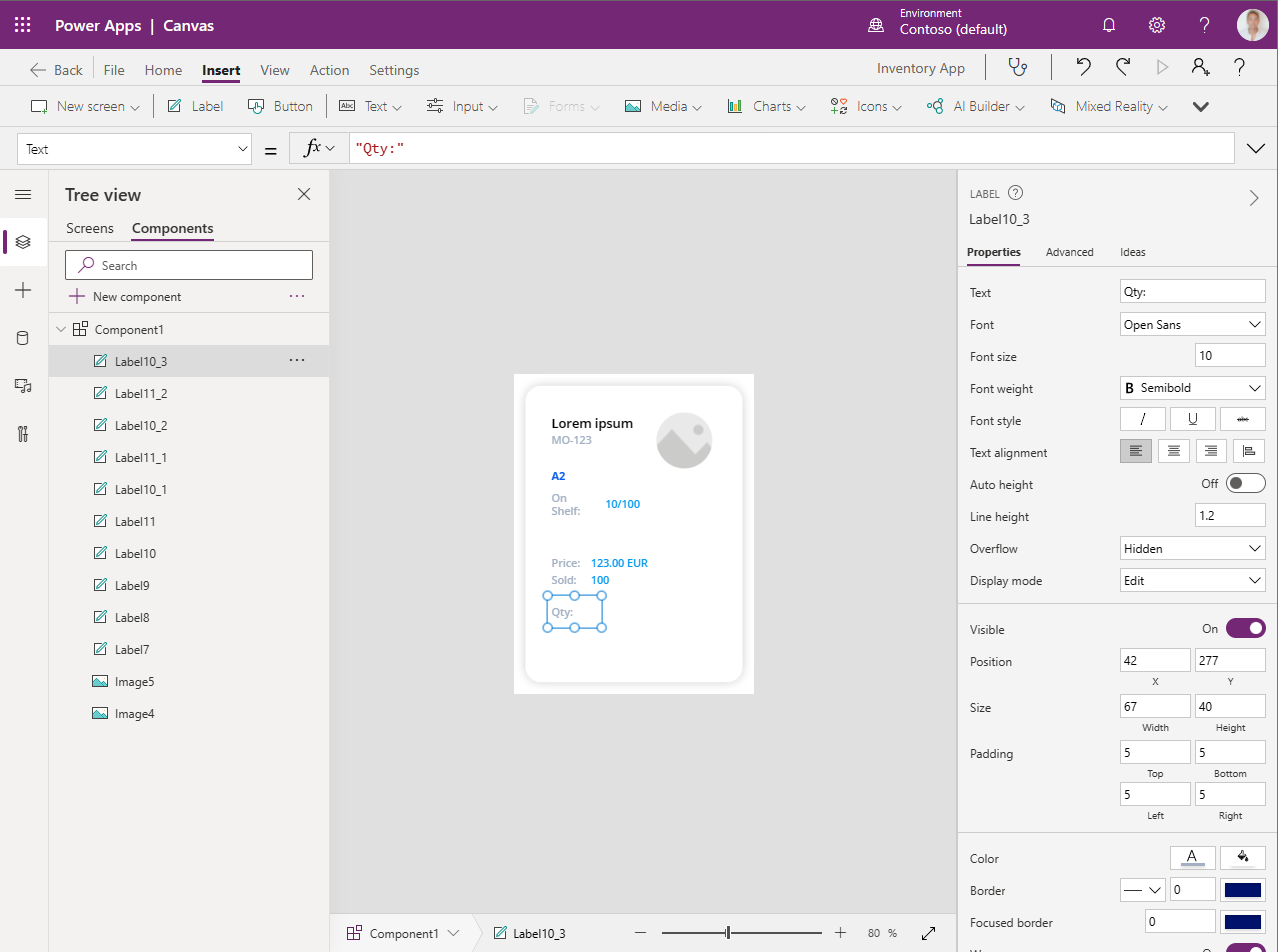 Power Apps | Canvas
Environment
Contoso (default)
Back File Home Insert View Action Settings
Inventory App
New screen Label Button Text Input Forms Media Charts Icons AI Builder Mixed Reality
Text = fx "Qty:"
Tree view
Screens Components
Search
New component
Component1
Label10_3
Label11_2
Label10_2
Label11_1
Label10_1
Label11
Label10
Label9
Label8
Label7
Image5
Image4
Lorem ipsum
MO-123
A2
On
Shelf: 10/100
Price: 123.00 EUR
Sold: 100
Qty:
Component1 Label10_3 80 %
LABEL
Label10_3
Properties Advanced Ideas
Text Qty:
Font Open Sans
Font size 10
Font weight B Semibold
Font style / U abc
Text alignment
Auto height Off
Line height 1.2
Overflow Hidden
Display mode Edit
Visible On
Position 42 277
X Y
Size 67 40
Width Height
Padding 5 5
Top Bottom
5 5
Left Right
Color A
Border 0
Focused border 0